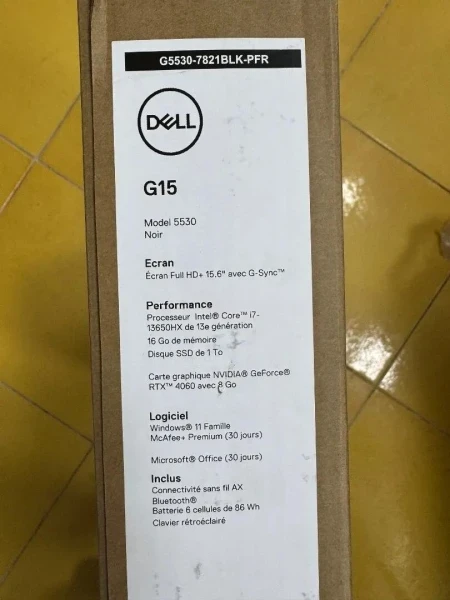 G5530-7821BLK-PFR
DELL
G15
Model 5530
Noir
Ecran
Écran Full HD+ 15.6" avec G-Sync™
Performance
Processeur Intel® Core™ i7-
13650HX de 13e génération
16 Go de mémoire
Disque SSD de 1 To
Carte graphique NVIDIA® GeForce®
RTX™ 4060 avec 8 Go
Logiciel
Windows® 11 Famille
McAfee+ Premium (30 jours)
Microsoft® Office (30 jours)
Inclus
Connectivité sans fil AX
Bluetooth®
Batterie 6 cellules de 86 Wh
Clavier rétroéclairé